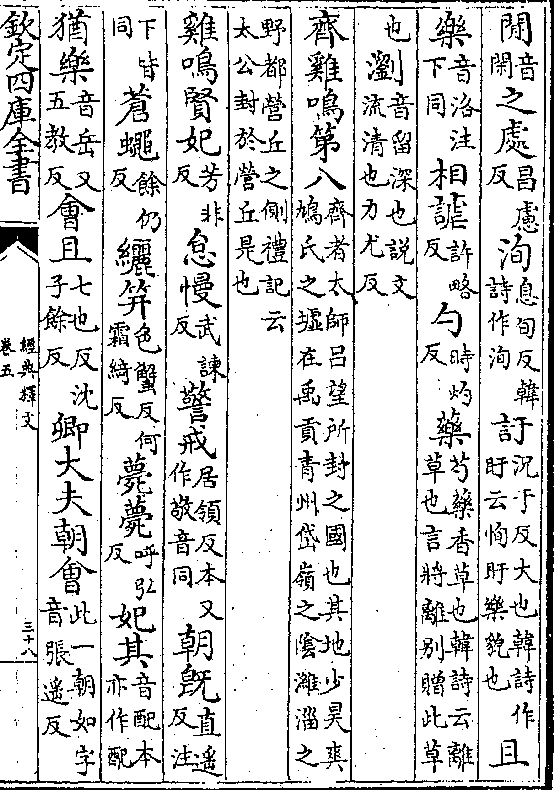 閒音閑之處昌慮反洵息旬反韓詩作洵訏況于反大也韓詩作盱云恂盱樂貌也且
樂音洛注下同相謔許略反勺時灼反藥芍藥香草也韓詩云離草也言將離別贈此草
也瀏音留深也說文流清也力尤反
齊雞鳴第八齊者太師呂望所封之國也其地少昊爽鳩氏之墟在禹貢青州岱嶺之陰濰淄之
野都營丘之側禮記云太公封於營丘是也
雞鳴賢妃芳非反怠慢武諫反警戒居領反本又作敬音同朝旣直遥反注
下皆同蒼蠅餘仍反纚笄色蟹反何霜綺反薨薨呼弘反妃其音配本亦作配
猶樂音岳又五教反會且七也反沈子餘反卿大夫朝會此一朝如字音張遥反
欽定四庫全書
經典釋文
卷五
三十八